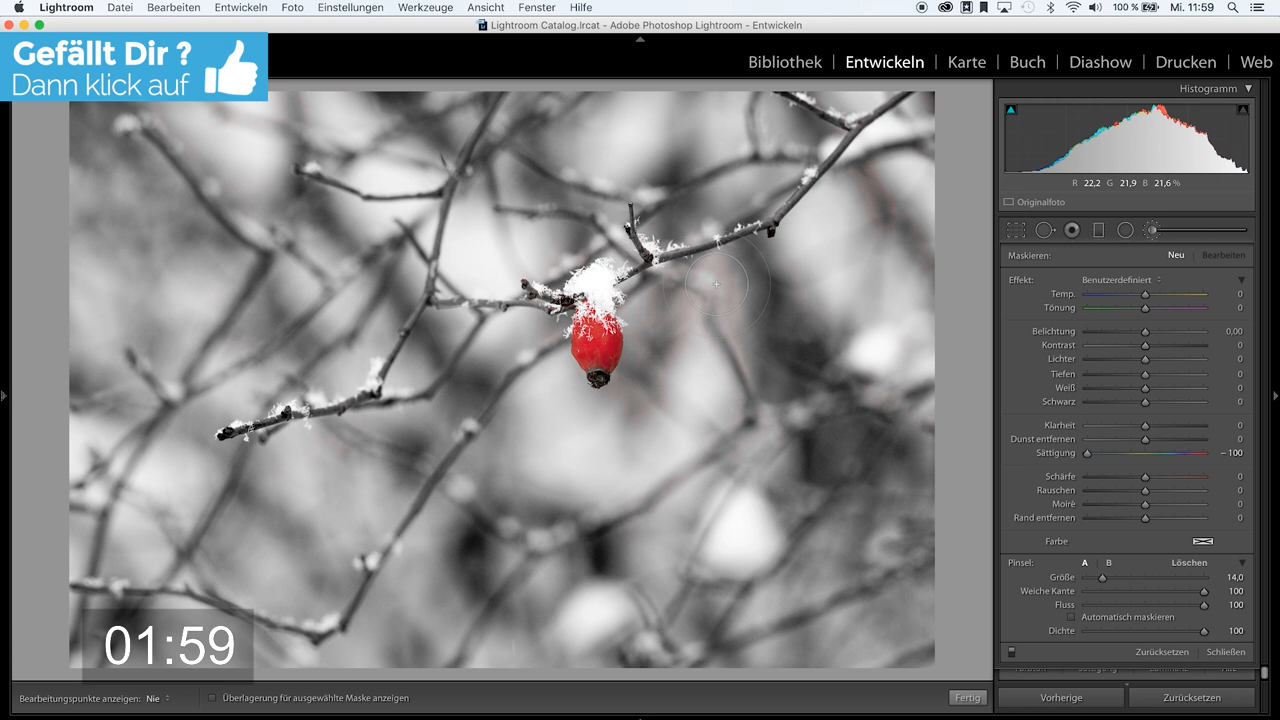 Lightroom Datei Bearbeiten Entwickeln Foto Einstellungen Werkzeuge Ansicht Fenster Hilfe 100 % Mi. 11:59
Lightroom Catalog.lrcat - Adobe Photoshop Lightroom - Entwickeln
Gefällt Dir ?
Dann klick auf
Bibliothek | Entwickeln | Karte | Buch | Diashow | Drucken | Web
Histogramm
R 22,2 G 21,9 B 21,6 %
Originalfoto
Maskieren: Neu Bearbeiten
Effekt: Benutzerdefiniert
Temp. 0
Tönung 0
Belichtung 0,00
Kontrast 0
Lichter 0
Tiefen 0
Weiß 0
Schwarz 0
Klarheit 0
Dunst entfernen 0
Sättigung – 100
Schärfe 0
Rauschen 0
Moirè 0
Rand entfernen 0
Farbe
Pinsel: A | B Löschen
Größe 14,0
Weiche Kante 100
Fluss 100
Automatisch maskieren
Dichte 100
Zurücksetzen Schließen
01:59
Bearbeitungspunkte anzeigen: Nie Überlagerung für ausgewählte Maske anzeigen Fertig
Vorherige Zurücksetzen